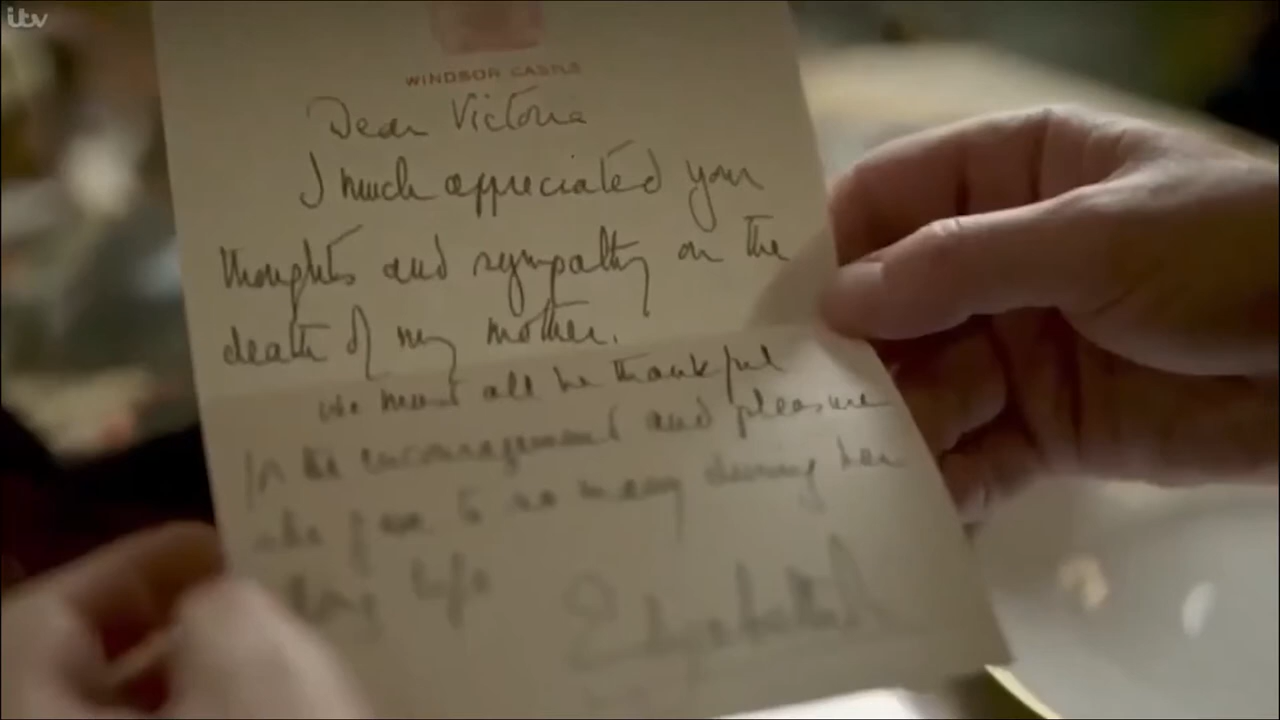 itv
WINDSOR CASTLE
Dear Victoria
I much appreciated your
thoughts and sympathy on the
death of my mother.
We must all be thankful
for the encouragement and pleasure
she gave to so many during her
long life
Elizabeth R